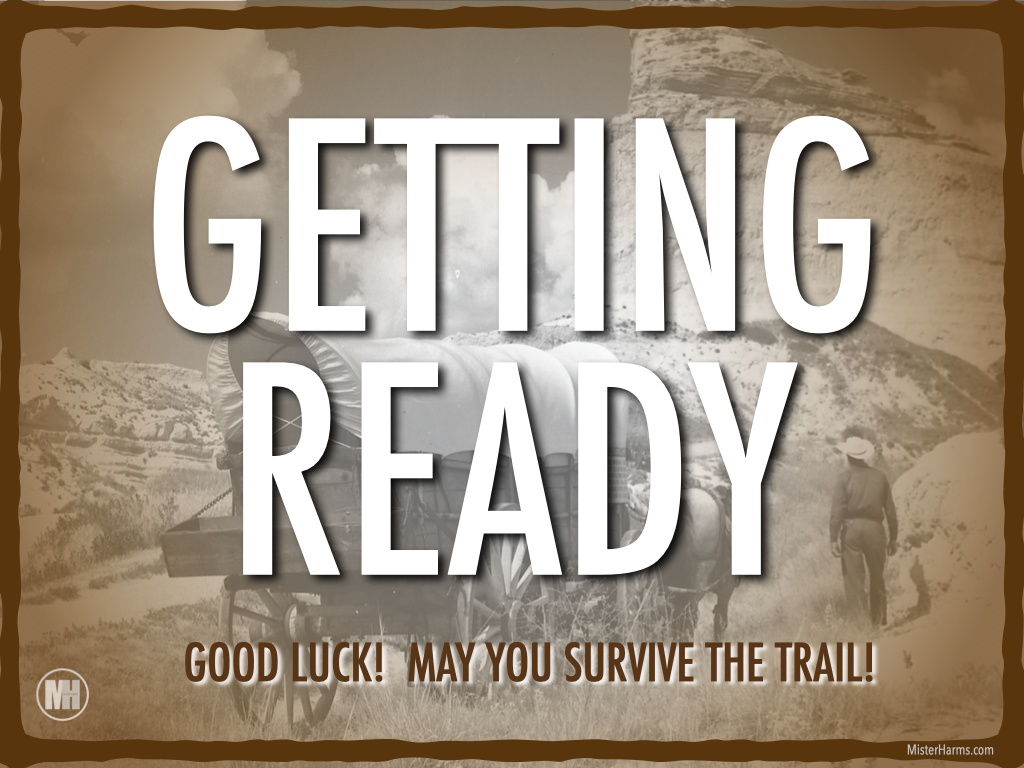 GETTING
READY
GOOD LUCK!  MAY YOU SURVIVE THE TRAIL!
MH
MisterHarms.com